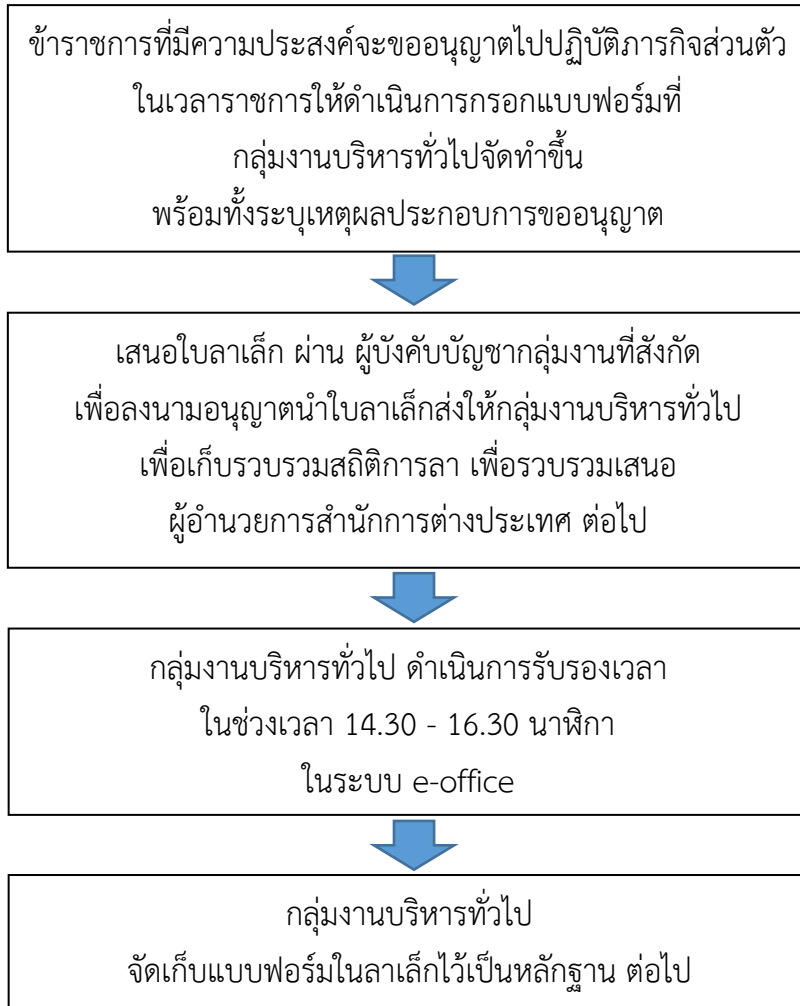 ข้าราชการที่มีความประสงค์จะขออนุญาตไปปฏิบัติภารกิจส่วนตัว
ในเวลาราชการให้ดำเนินการกรอกแบบฟอร์มที่
กลุ่มงานบริหารทั่วไปจัดทำขึ้น
พร้อมทั้งระบุเหตุผลประกอบการขออนุญาต
เสนอใบลาเล็ก ผ่าน ผู้บังคับบัญชากลุ่มงานที่สังกัด
เพื่อลงนามอนุญาตนำใบลาเล็กส่งให้กลุ่มงานบริหารทั่วไป
เพื่อเก็บรวบรวมสถิติการลา เพื่อรวบรวมเสนอ
ผู้อำนวยการสำนักการต่างประเทศ ต่อไป
กลุ่มงานบริหารทั่วไป ดำเนินการรับรองเวลา
ในช่วงเวลา 14.30 - 16.30 นาฬิกา
ในระบบ e-office
กลุ่มงานบริหารทั่วไป
จัดเก็บแบบฟอร์มในลาเล็กไว้เป็นหลักฐาน ต่อไป